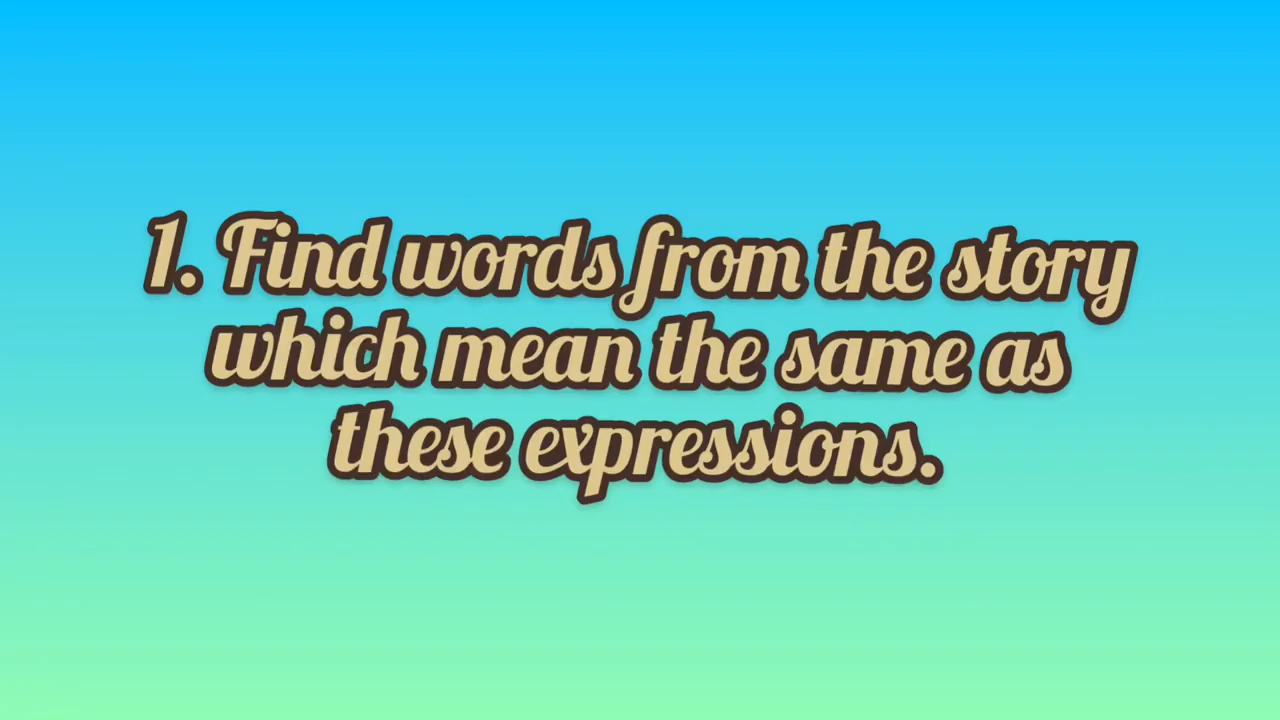 1. Find words from the story
which mean the same as
these expressions.